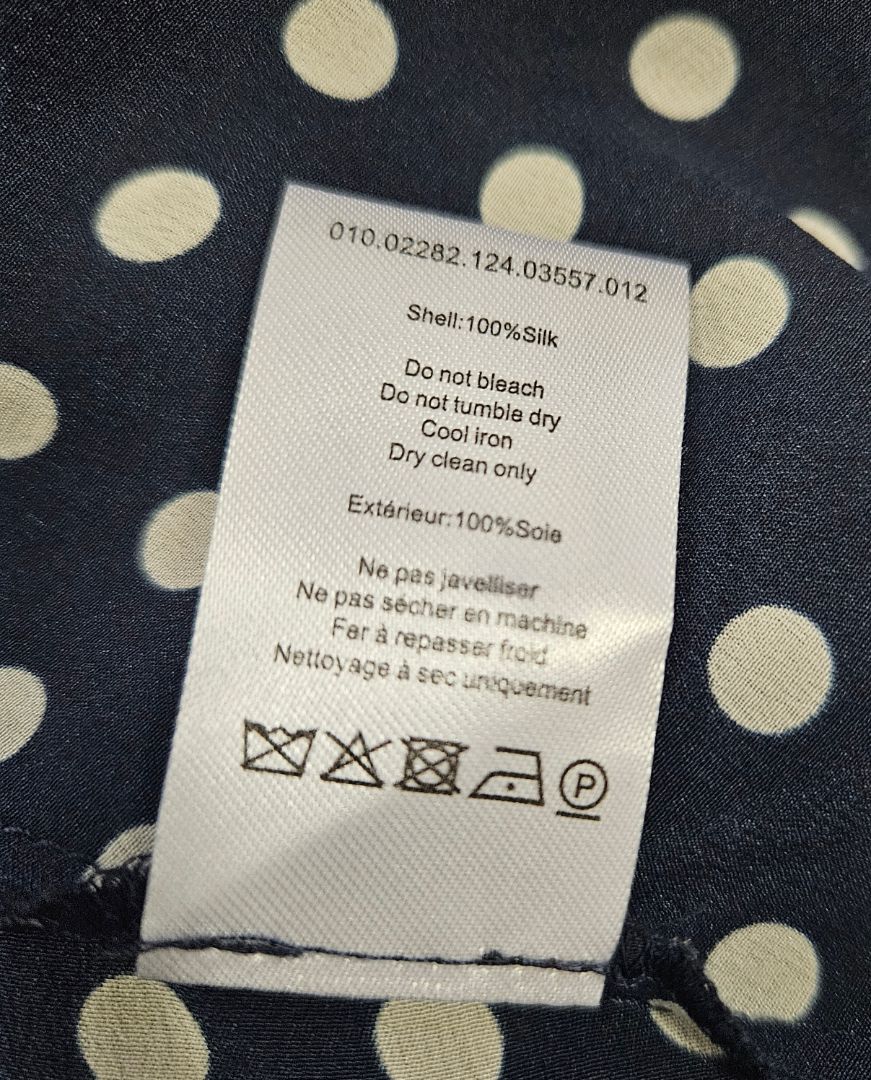 010.02282.124.03557.012
Shell:100%Silk
Do not bleach
Do not tumble dry
Cool iron
Dry clean only
Extérieur:100%Soie
Ne pas javelliser
Ne pas sécher en machine
Fer à repasser froid
Nettoyage à sec uniquement
P